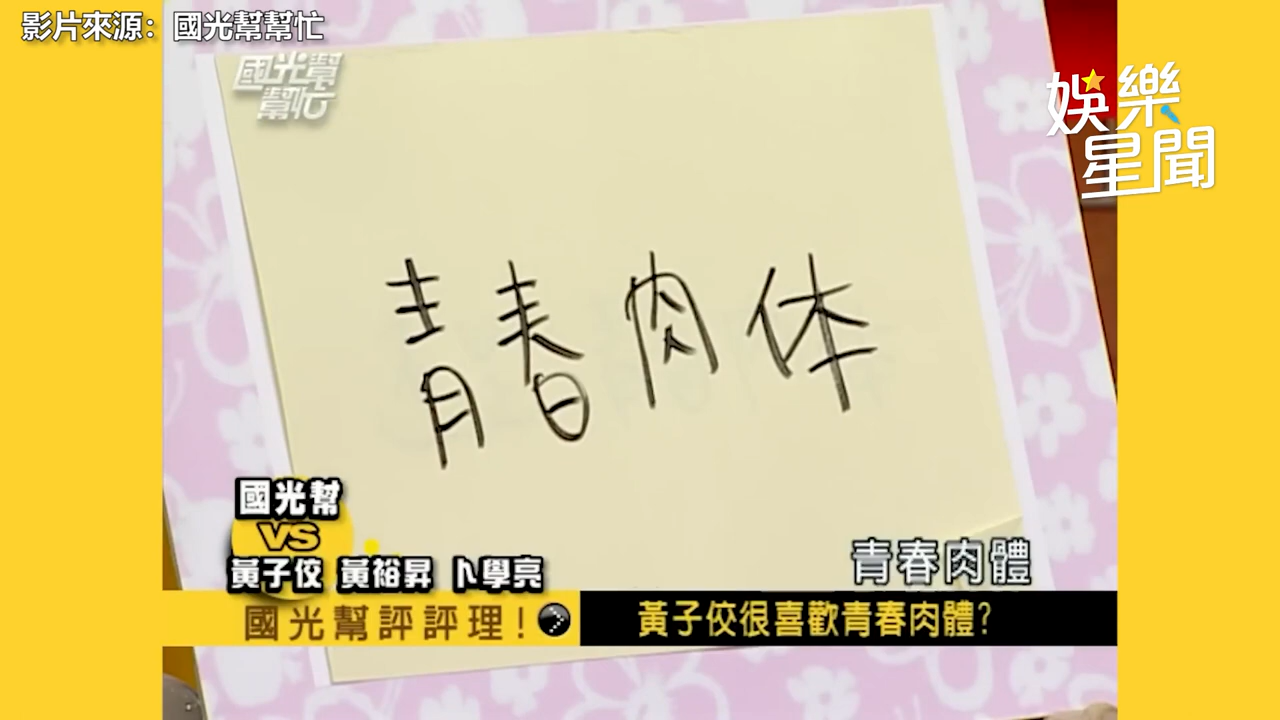 影片來源：國光幫幫忙
國光幫
幫忙
娛樂
星聞
青春肉体
國光幫
VS
黃子佼 黃裕昇 卜學亮
青春肉體
國光幫評評理！
黃子佼很喜歡青春肉體？